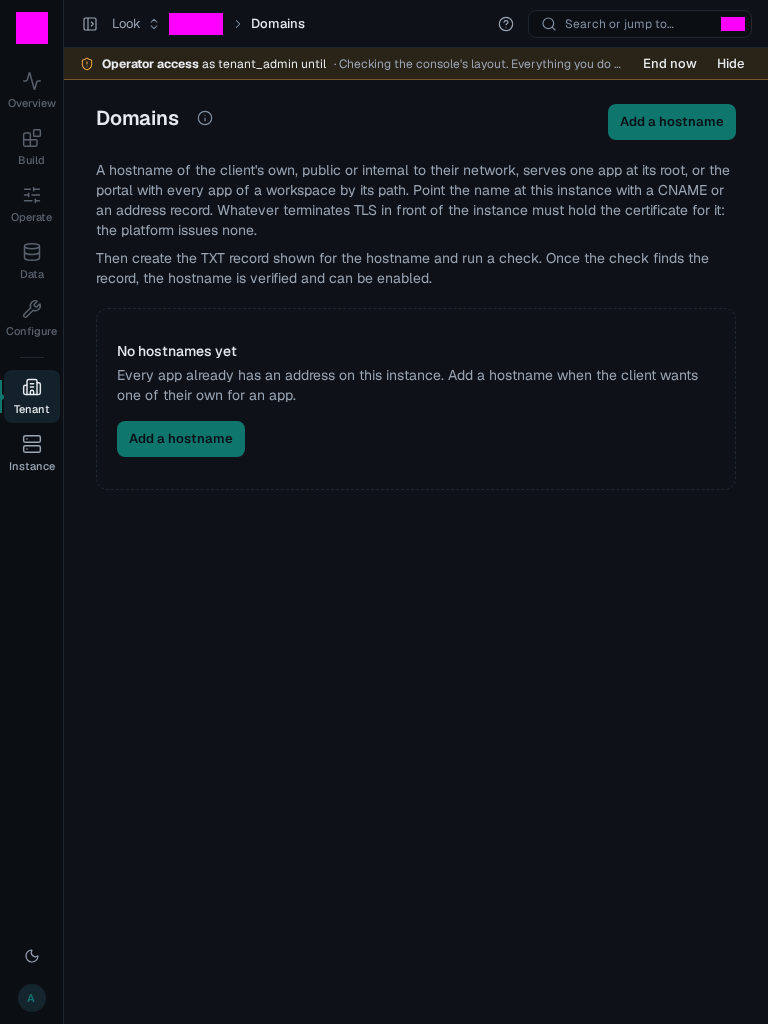 Look
Domains
Search or jump to…
Operator access as tenant_admin until · Checking the console's layout. Everything you do …
End now
Hide
Overview
Build
Operate
Data
Configure
Tenant
Instance
A
Domains
Add a hostname
A hostname of the client's own, public or internal to their network, serves one app at its root, or the
portal with every app of a workspace by its path. Point the name at this instance with a CNAME or
an address record. Whatever terminates TLS in front of the instance must hold the certificate for it:
the platform issues none.
Then create the TXT record shown for the hostname and run a check. Once the check finds the
record, the hostname is verified and can be enabled.
No hostnames yet
Every app already has an address on this instance. Add a hostname when the client wants
one of their own for an app.
Add a hostname